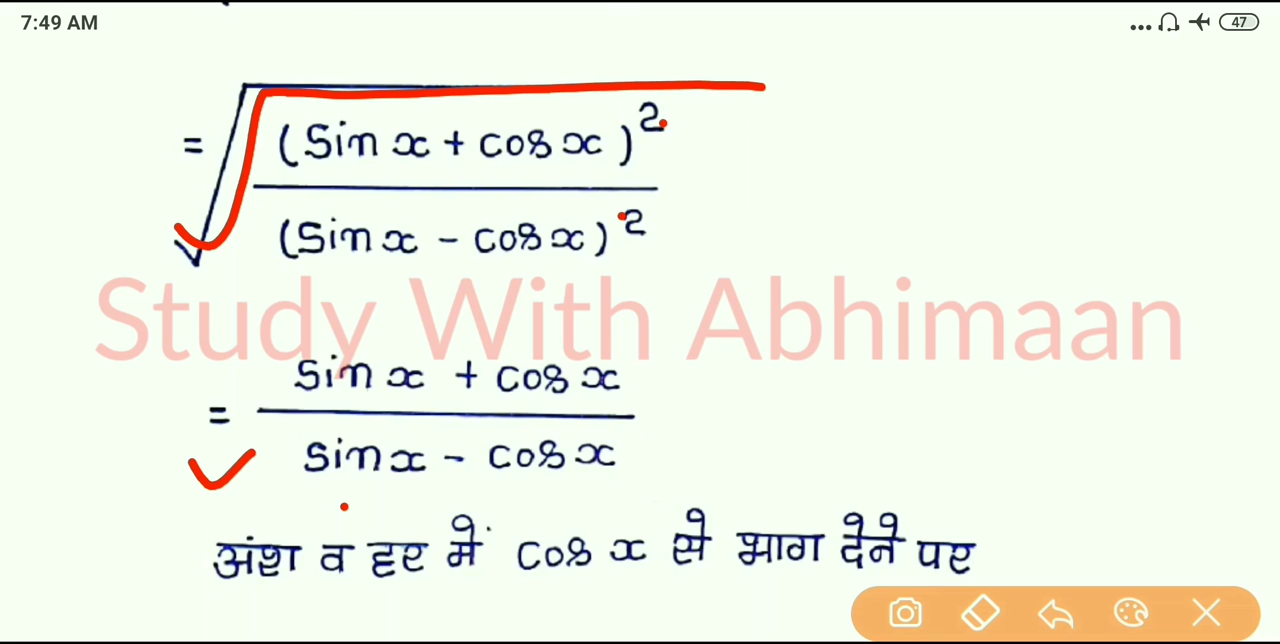 7:49 AM
47
= √(Sin x + cos x)²
(Sin x - cos x)²
Study With Abhimaan
= Sin x + cos x
Sin x - cos x
अंश व हर में cos x से भाग देने पर